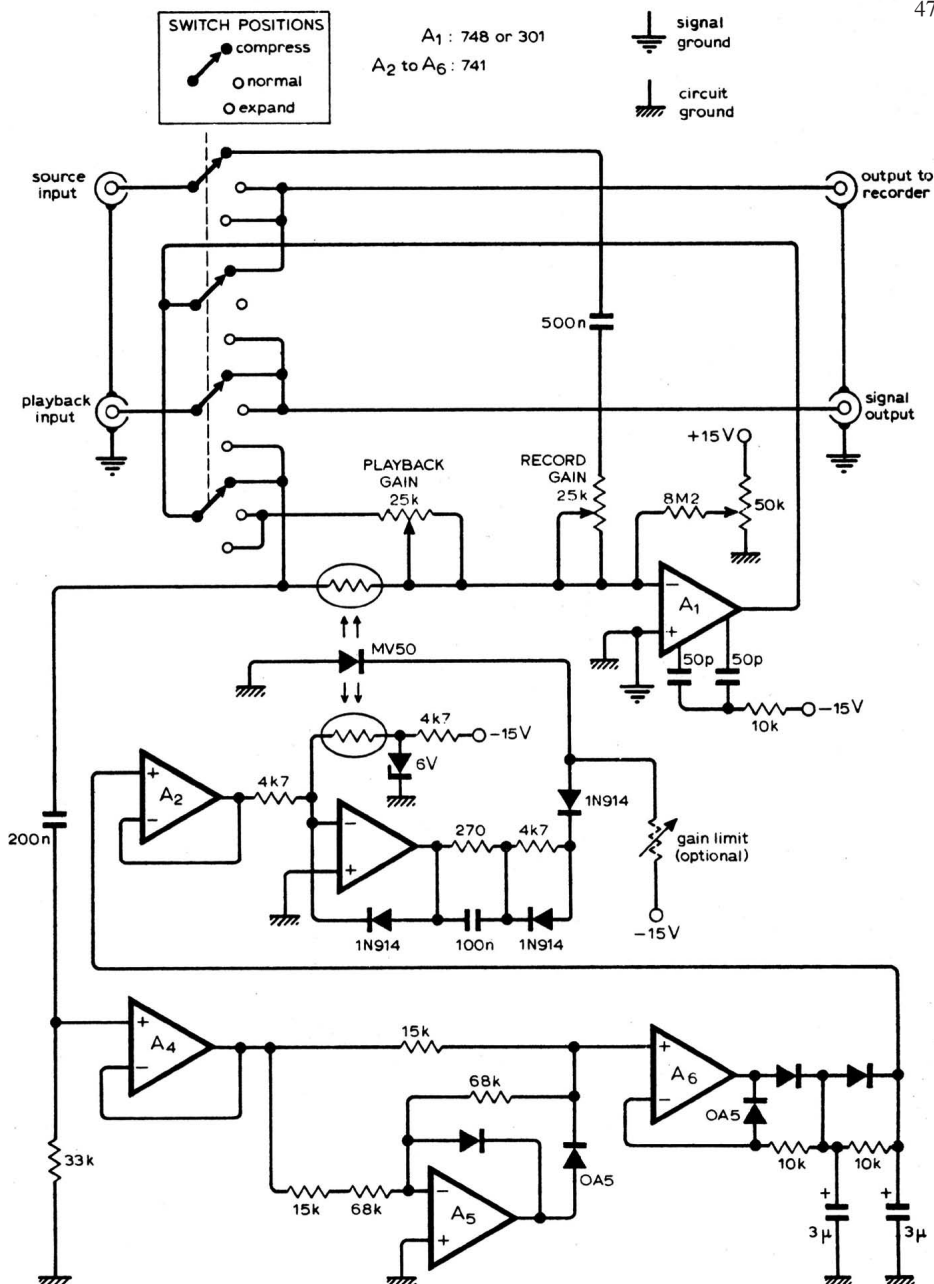 47
SWITCH POSITIONS
compress
normal
expand
A1 : 748 or 301
A2 to A6 : 741
signal
ground
circuit
ground
source
input
output to
recorder
500n
playback
input
signal
output
PLAYBACK
GAIN
25k
RECORD
GAIN
25k
+15V
8M2
50k
−
A1
+
50p
50p
10k
−15V
MV50
4k7
−15V
6V
+
A2
−
4k7
200n
−
+
270
4k7
1N914
gain limit
(optional)
−15V
1N914
100n
1N914
+
A4
−
15k
68k
+
A6
−
OA5
10k
10k
33k
15k
68k
−
A5
+
OA5
+
3μ
+
3μ